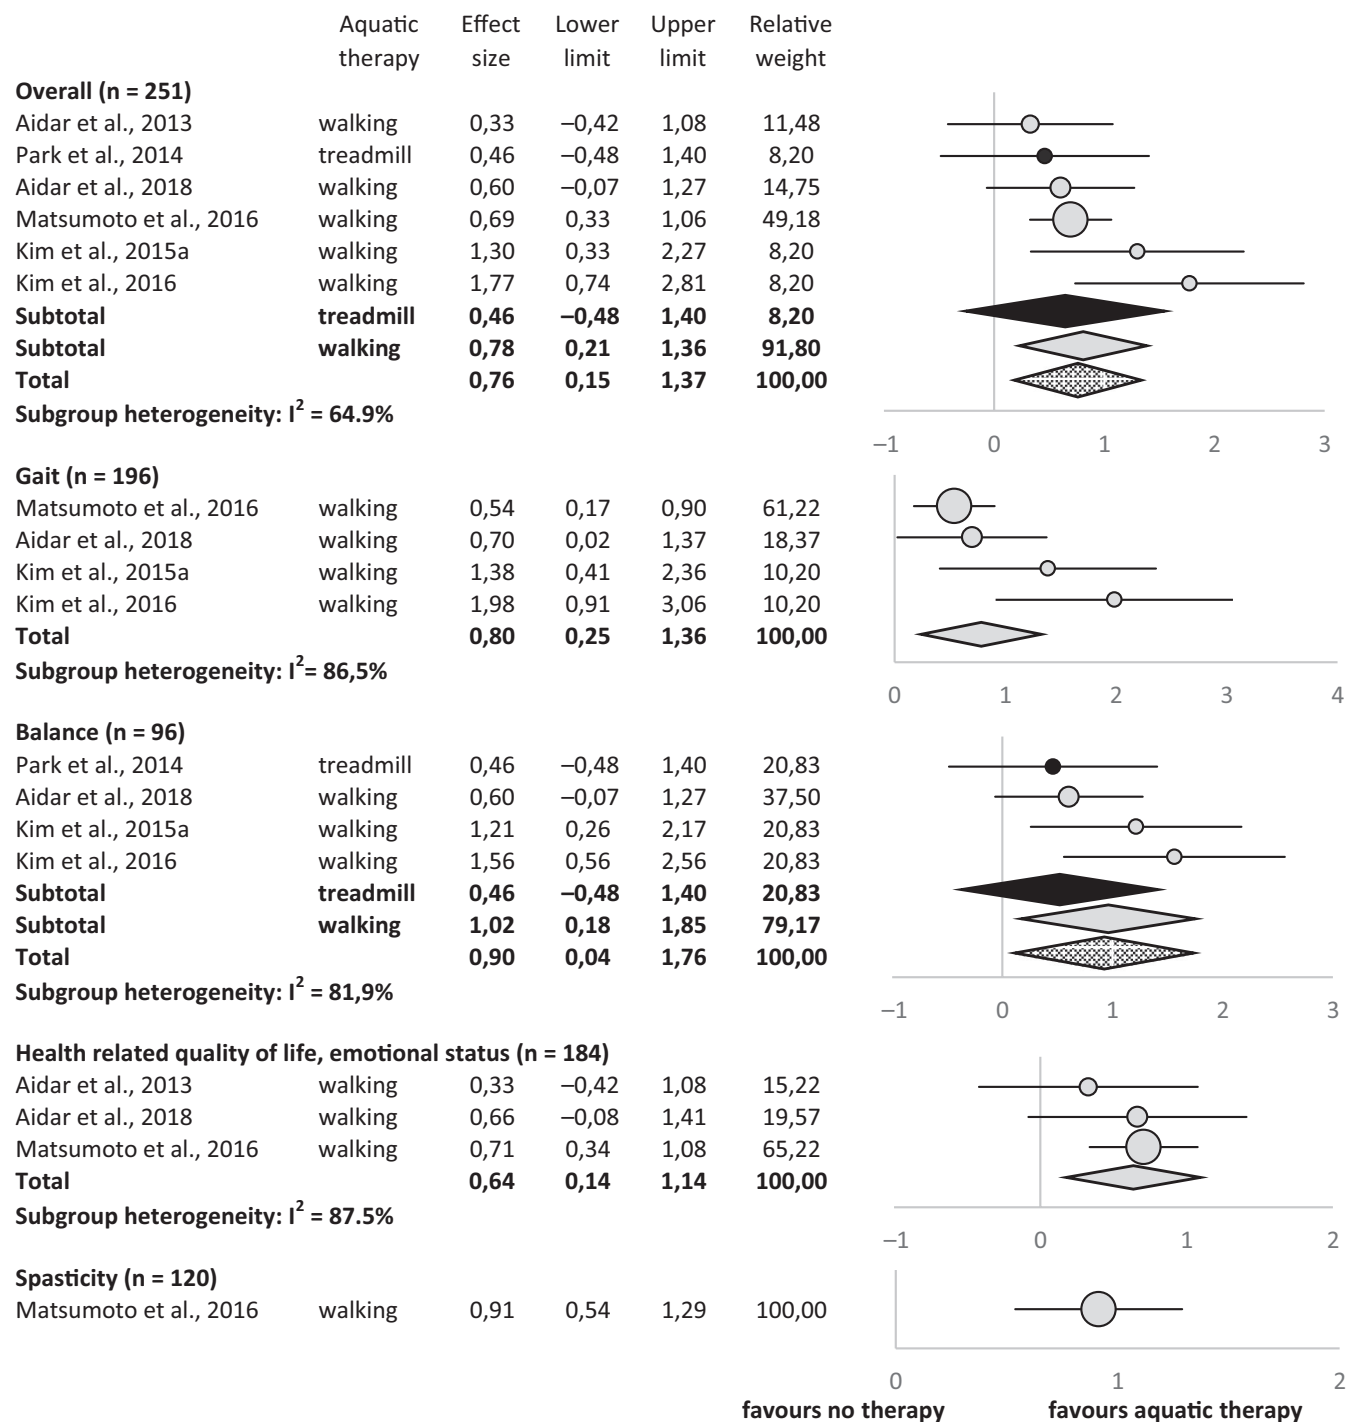 Aquatic Effect Lower Upper Relative
therapy size limit limit weight
Overall (n = 251)
Aidar et al., 2013 walking 0,33 –0,42 1,08 11,48
Park et al., 2014 treadmill 0,46 –0,48 1,40 8,20
Aidar et al., 2018 walking 0,60 –0,07 1,27 14,75
Matsumoto et al., 2016 walking 0,69 0,33 1,06 49,18
Kim et al., 2015a walking 1,30 0,33 2,27 8,20
Kim et al., 2016 walking 1,77 0,74 2,81 8,20
Subtotal treadmill 0,46 –0,48 1,40 8,20
Subtotal walking 0,78 0,21 1,36 91,80
Total 0,76 0,15 1,37 100,00
Subgroup heterogeneity: I² = 64.9%
–1 0 1 2 3
Gait (n = 196)
Matsumoto et al., 2016 walking 0,54 0,17 0,90 61,22
Aidar et al., 2018 walking 0,70 0,02 1,37 18,37
Kim et al., 2015a walking 1,38 0,41 2,36 10,20
Kim et al., 2016 walking 1,98 0,91 3,06 10,20
Total 0,80 0,25 1,36 100,00
Subgroup heterogeneity: I²= 86,5%
0 1 2 3 4
Balance (n = 96)
Park et al., 2014 treadmill 0,46 –0,48 1,40 20,83
Aidar et al., 2018 walking 0,60 –0,07 1,27 37,50
Kim et al., 2015a walking 1,21 0,26 2,17 20,83
Kim et al., 2016 walking 1,56 0,56 2,56 20,83
Subtotal treadmill 0,46 –0,48 1,40 20,83
Subtotal walking 1,02 0,18 1,85 79,17
Total 0,90 0,04 1,76 100,00
Subgroup heterogeneity: I² = 81,9%
–1 0 1 2 3
Health related quality of life, emotional status (n = 184)
Aidar et al., 2013 walking 0,33 –0,42 1,08 15,22
Aidar et al., 2018 walking 0,66 –0,08 1,41 19,57
Matsumoto et al., 2016 walking 0,71 0,34 1,08 65,22
Total 0,64 0,14 1,14 100,00
Subgroup heterogeneity: I² = 87.5%
–1 0 1 2
Spasticity (n = 120)
Matsumoto et al., 2016 walking 0,91 0,54 1,29 100,00
0 1 2
favours no therapy favours aquatic therapy